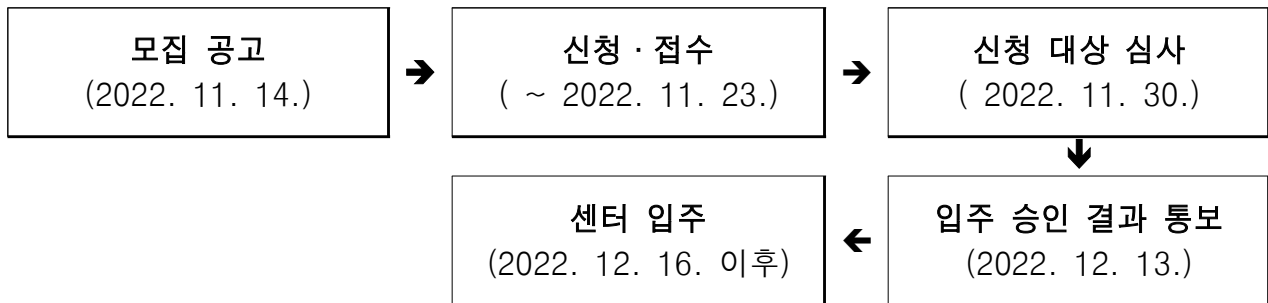 모집 공고
(2022. 11. 14.)
신청·접수
( ~ 2022. 11. 23.)
신청 대상 심사
( 2022. 11. 30.)
입주 승인 결과 통보
(2022. 12. 13.)
센터 입주
(2022. 12. 16. 이후)